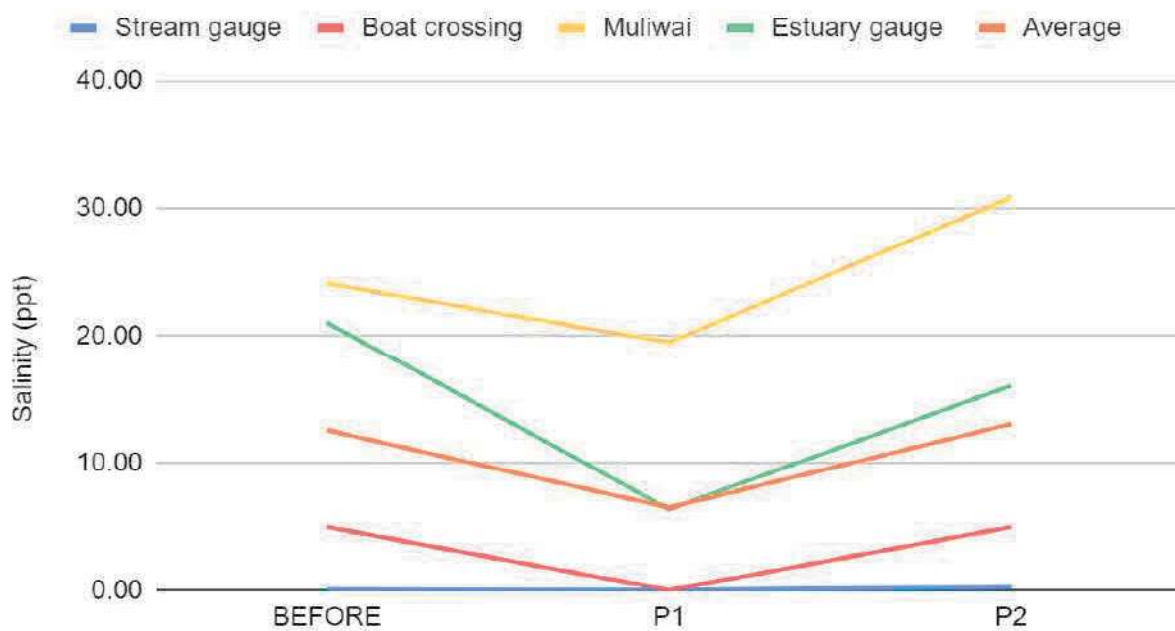 Stream gauge Boat crossing Muliwai Estuary gauge Average
40.00
30.00
20.00
10.00
0.00
Salinity (ppt)
BEFORE P1 P2